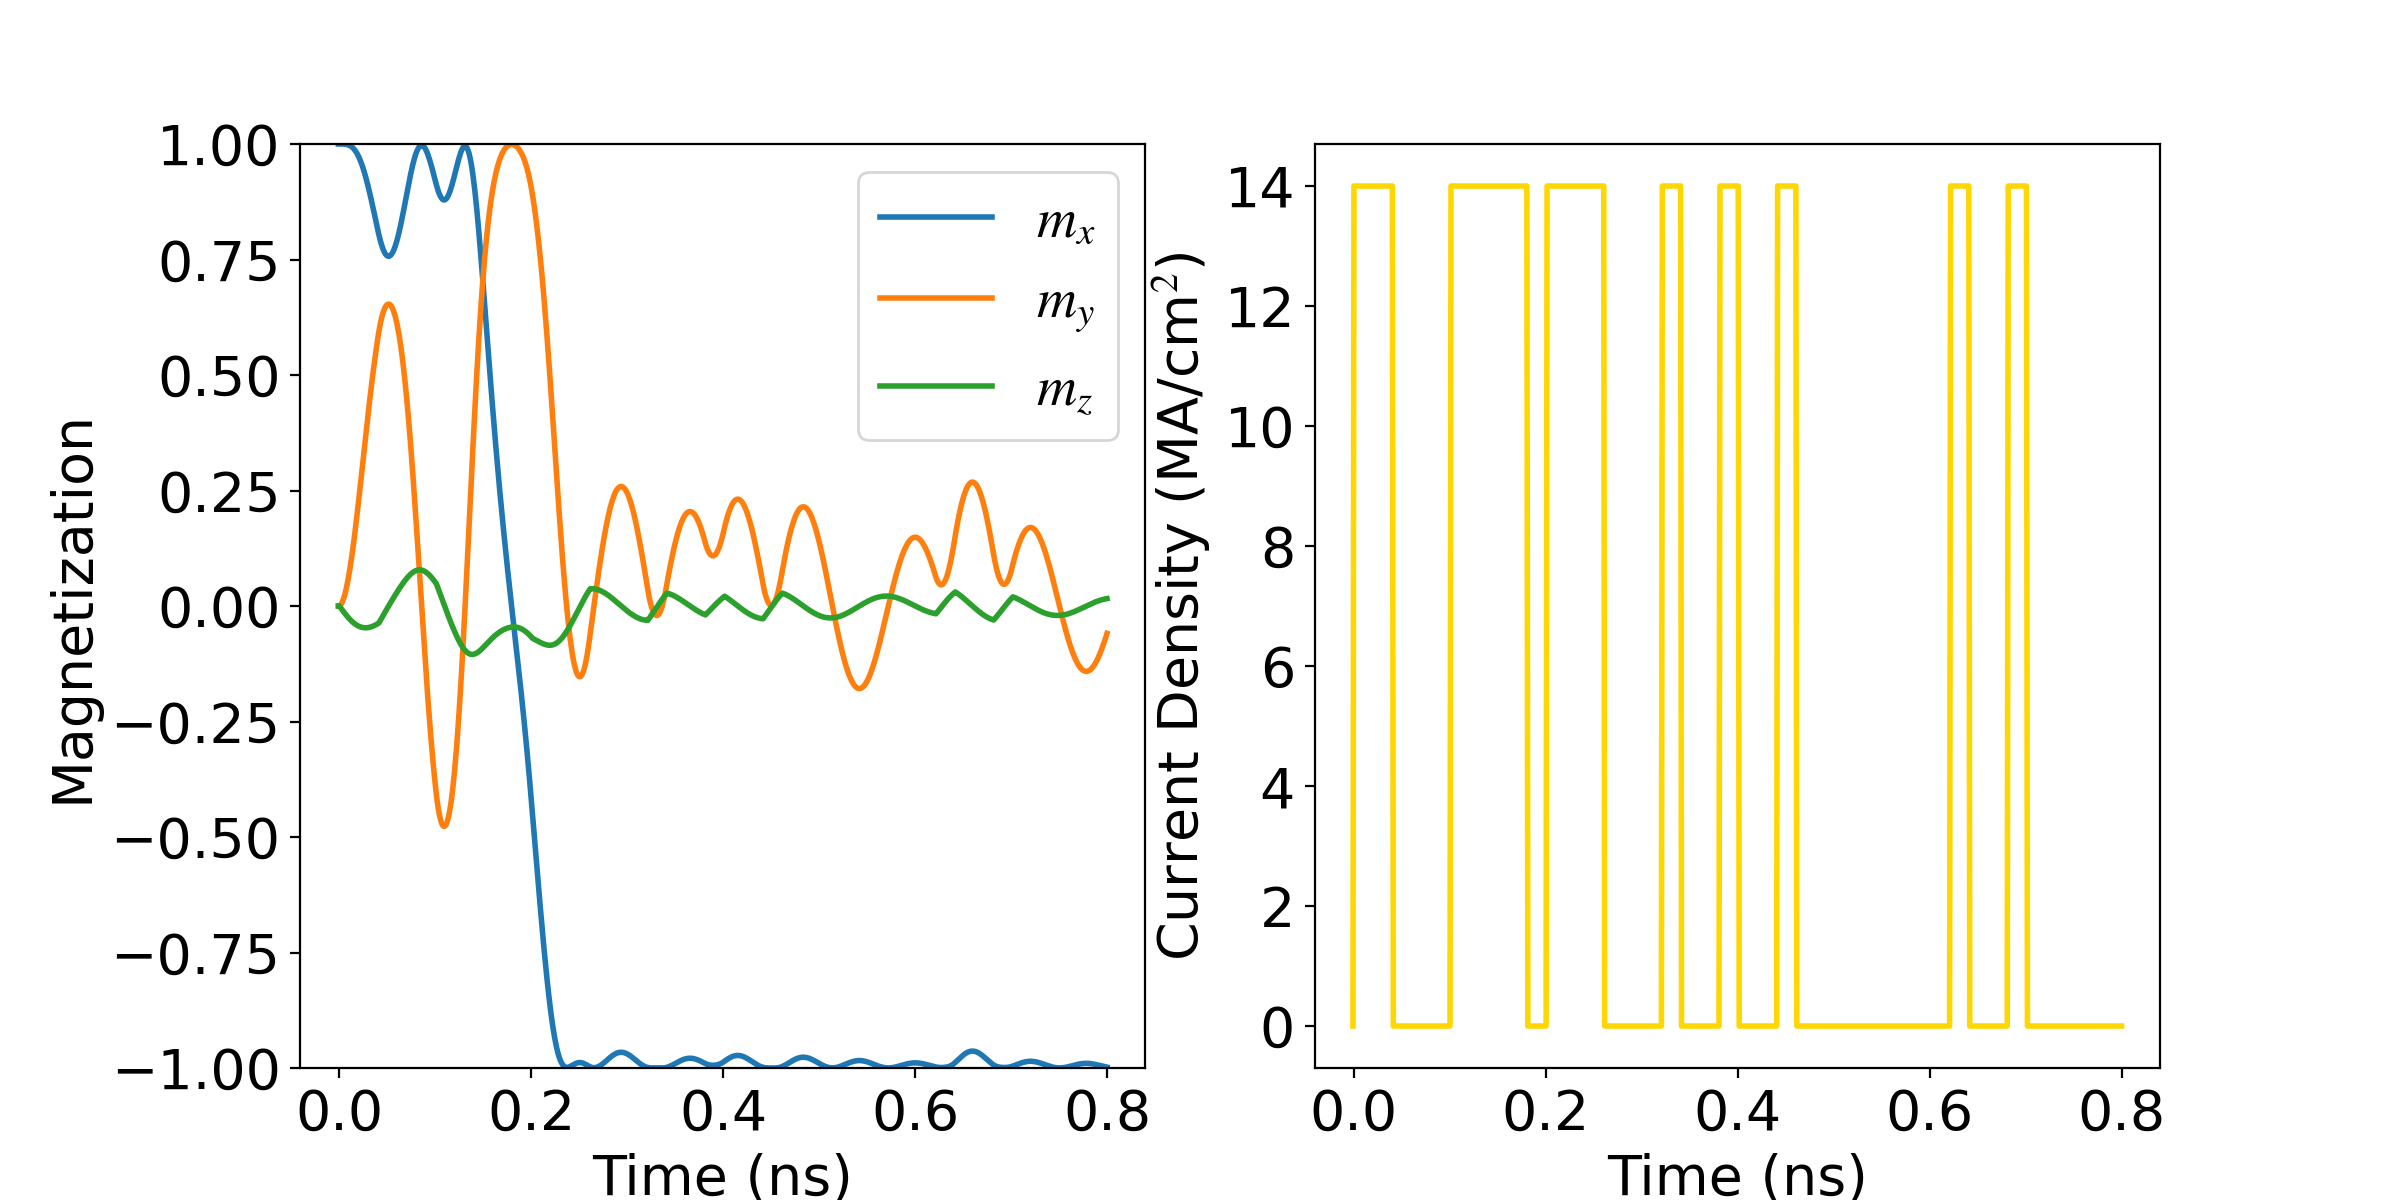 Magnetization
1.00
0.75
0.50
0.25
0.00
−0.25
−0.50
−0.75
−1.00
0.0 0.2 0.4 0.6 0.8
Time (ns)
m_x
m_y
m_z
Current Density (MA/cm²)
14
12
10
8
6
4
2
0
0.0 0.2 0.4 0.6 0.8
Time (ns)